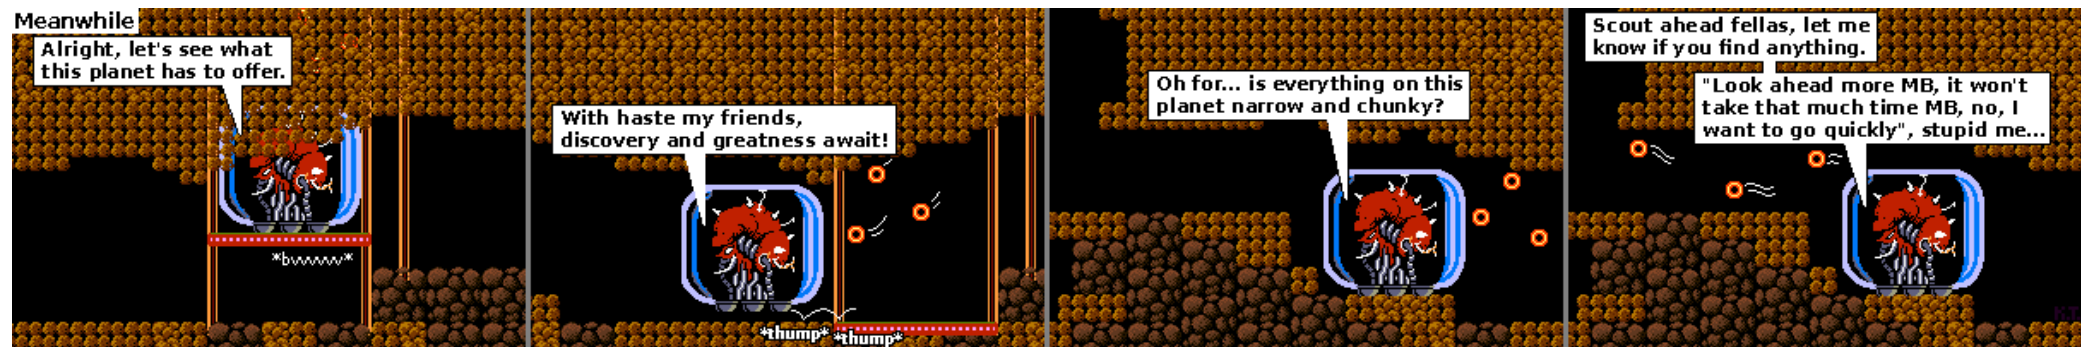 Meanwhile
Alright, let's see what
this planet has to offer.
*bvvvvvv*
With haste my friends,
discovery and greatness await!
*thump*
*thump*
Oh for... is everything on this
planet narrow and chunky?
Scout ahead fellas, let me
know if you find anything.
"Look ahead more MB, it won't
take that much time MB, no, I
want to go quickly", stupid me...